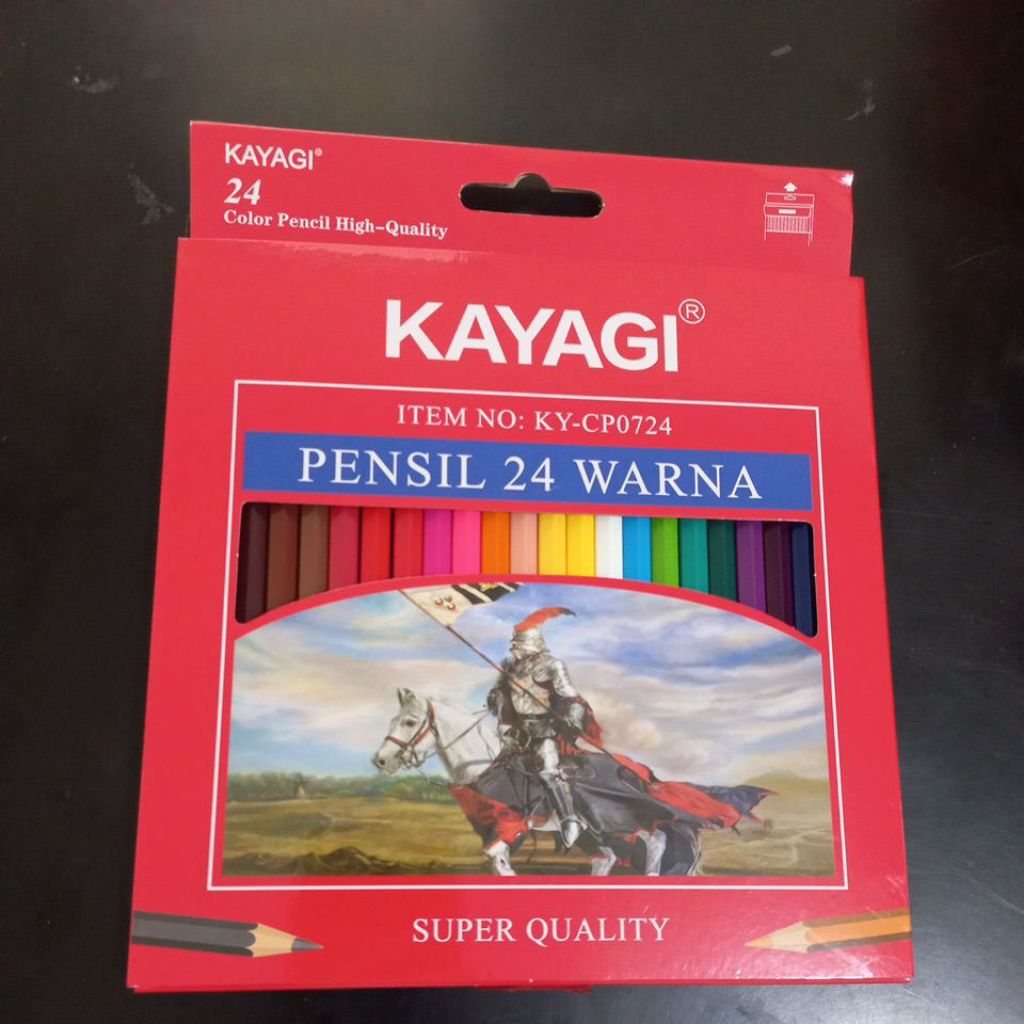 KAYAGI®
24
Color Pencil High-Quality
KAYAGI®
ITEM NO: KY-CP0724
PENSIL 24 WARNA
SUPER QUALITY